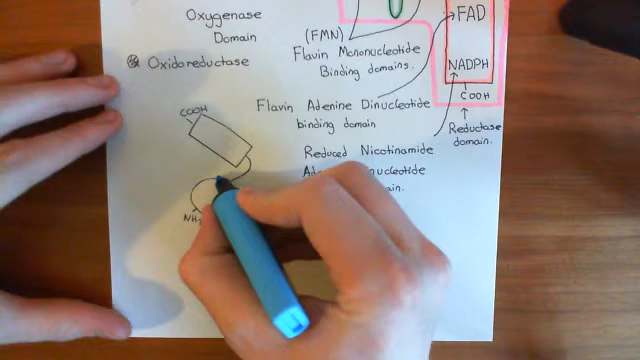 Oxygenase
Domain
Oxidoreductase
(FMN)
Flavin Mononucleotide
Binding domains.
FAD
NADPH
COOH
Reductase
domain.
Flavin Adenine Dinucleotide
binding domain
Reduced Nicotinamide
COOH